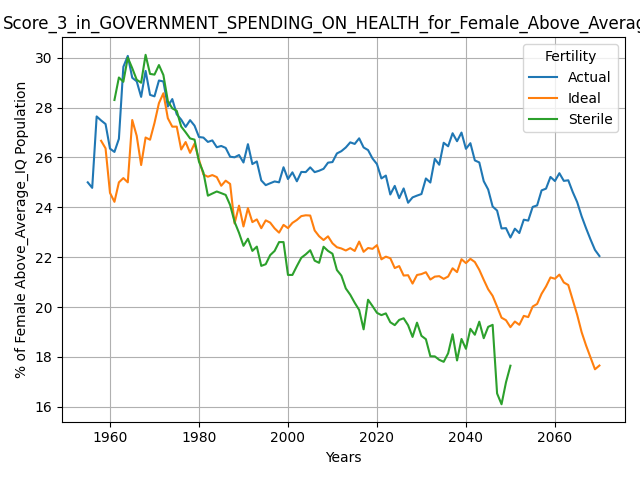 Score_3_in_GOVERNMENT_SPENDING_ON_HEALTH_for_Female_Above_Averag
Fertility
Actual
Ideal
Sterile
% of Female Above_Average_IQ Population
30
28
26
24
22
20
18
16
1960 1980 2000 2020 2040 2060
Years